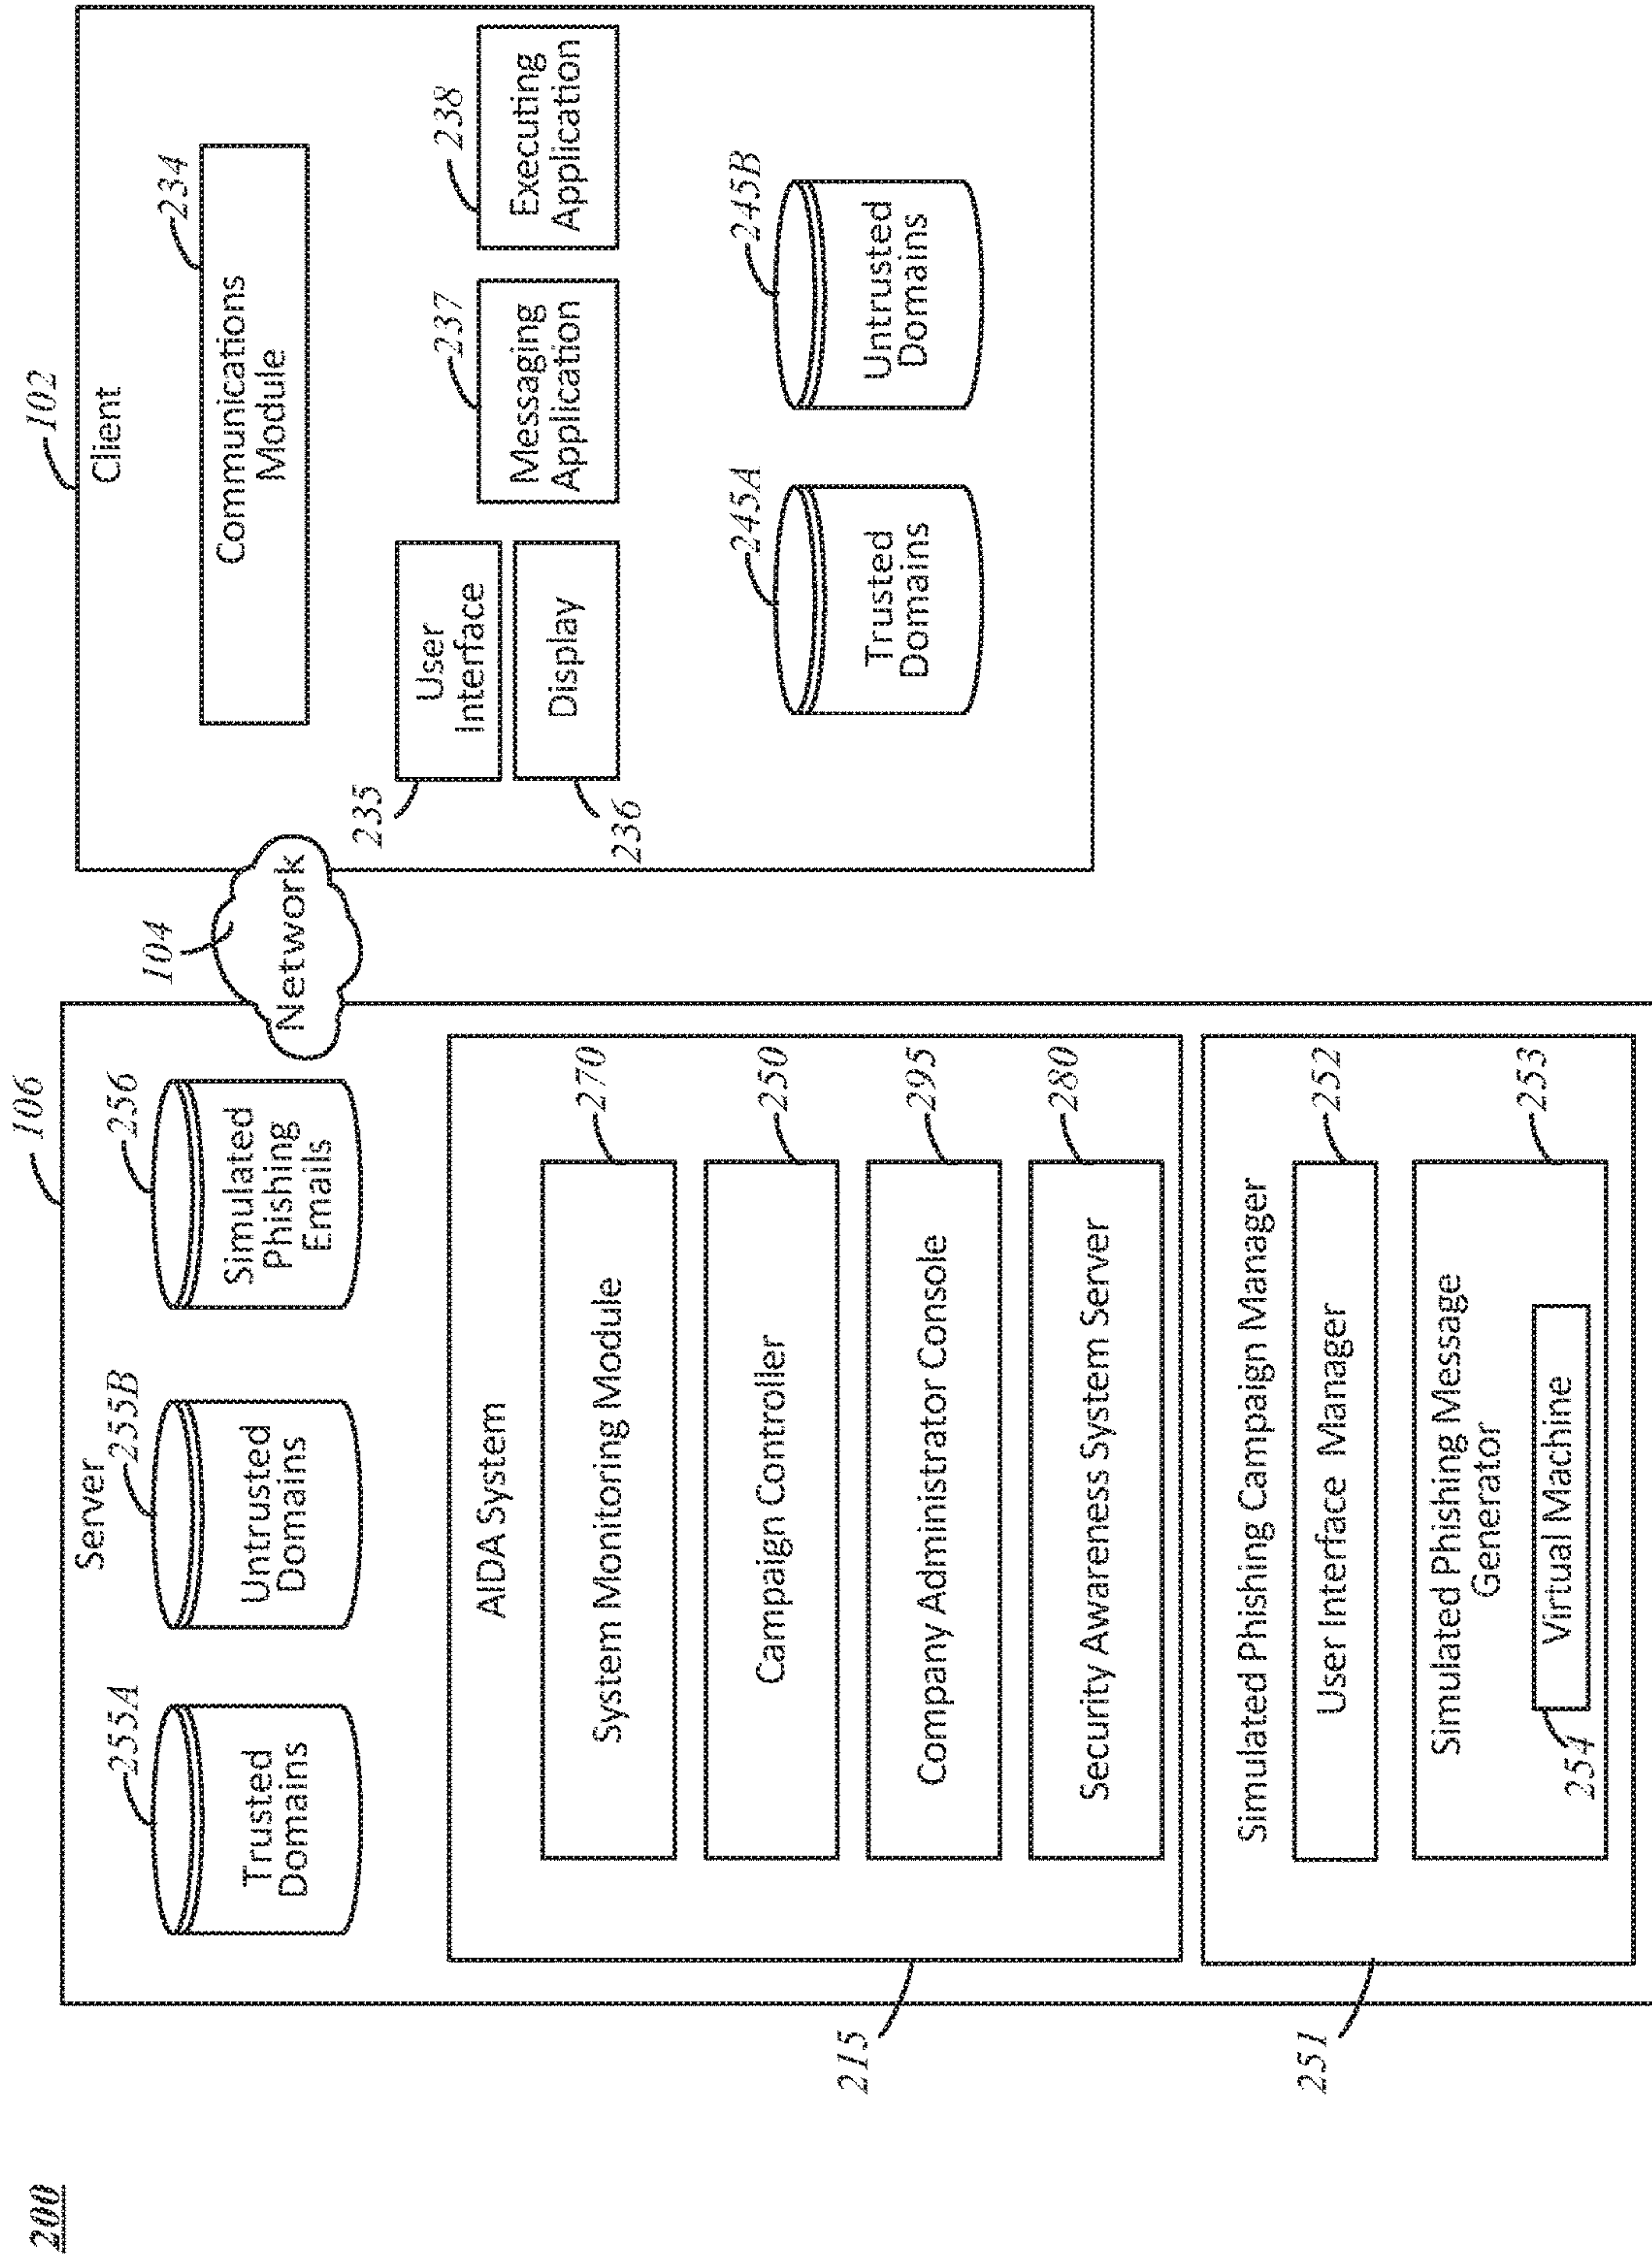 200
106
Server
255A
Trusted
Domains
255B
Untrusted
Domains
256
Simulated
Phishing
Emails
AIDA System
System Monitoring Module
270
Campaign Controller
250
Company Administrator Console
295
Security Awareness System Server
280
215
Simulated Phishing Campaign Manager
User Interface Manager
252
Simulated Phishing Message
Generator
253
Virtual Machine
254
251
104
Network
102
Client
Communications
Module
234
235
User
Interface
Display
236
237
Messaging
Application
238
Executing
Application
245A
Trusted
Domains
245B
Untrusted
Domains